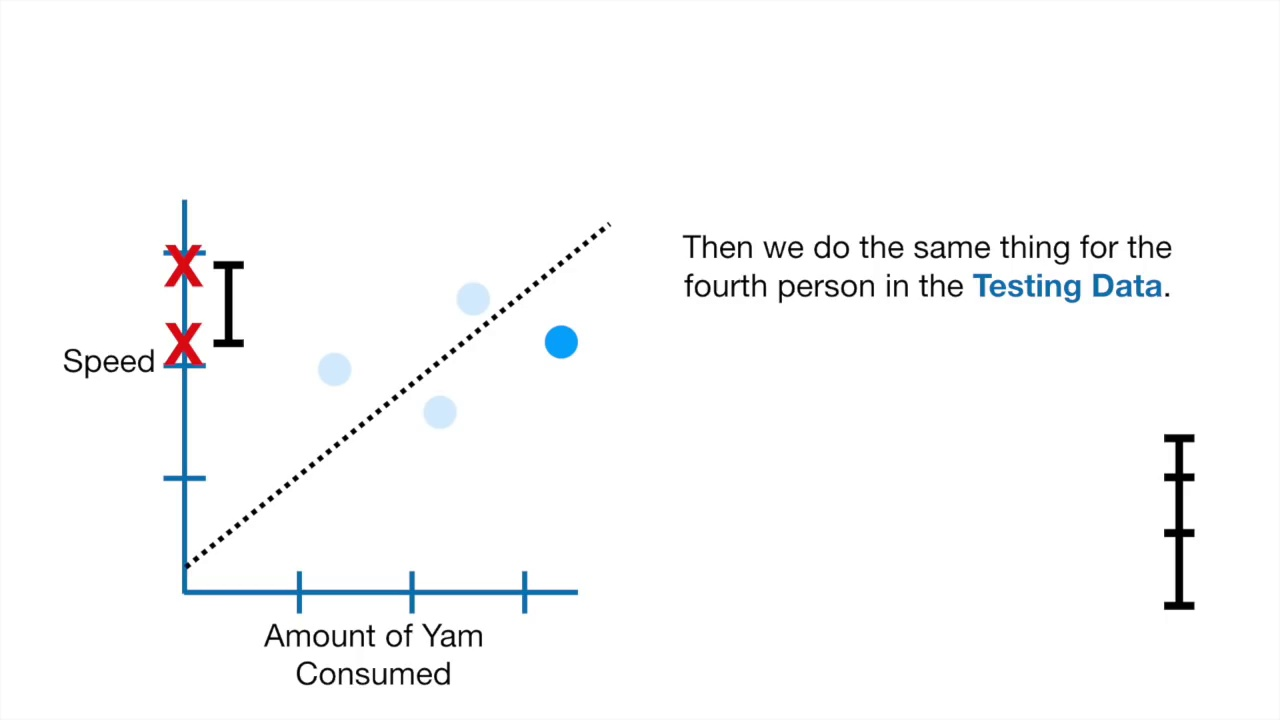 Then we do the same thing for the
fourth person in the Testing Data.
X
X
Speed
Amount of Yam
Consumed